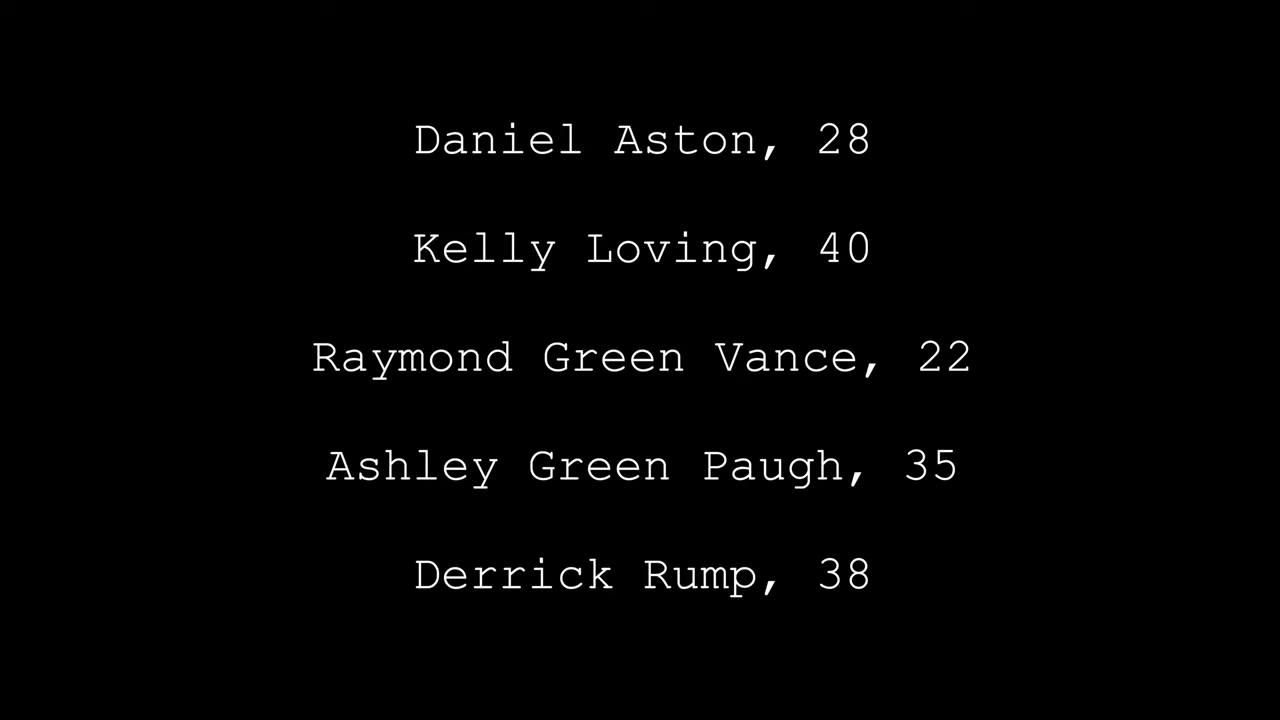 Daniel Aston, 28
Kelly Loving, 40
Raymond Green Vance, 22
Ashley Green Paugh, 35
Derrick Rump, 38